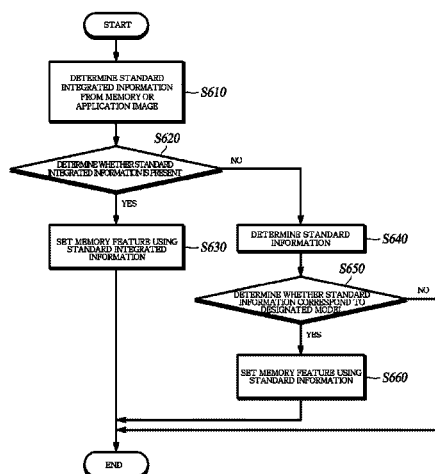 START
DETERMINE STANDARD
INTEGRATED INFORMATION
FROM MEMORY OR
APPLICATION IMAGE
S610
S620
DETERMINE WHETHER STANDARD
INTEGRATED INFORMATION IS PRESENT
NO
YES
SET MEMORY FEATURE USING
STANDARD INTEGRATED
INFORMATION
S630
DETERMINE STANDARD
INFORMATION
S640
S650
DETERMINE WHETHER STANDARD
INFORMATION CORRESPOND TO
DESIGNATED MODEL
NO
YES
SET MEMORY FEATURE USING
STANDARD INFORMATION
S660
END